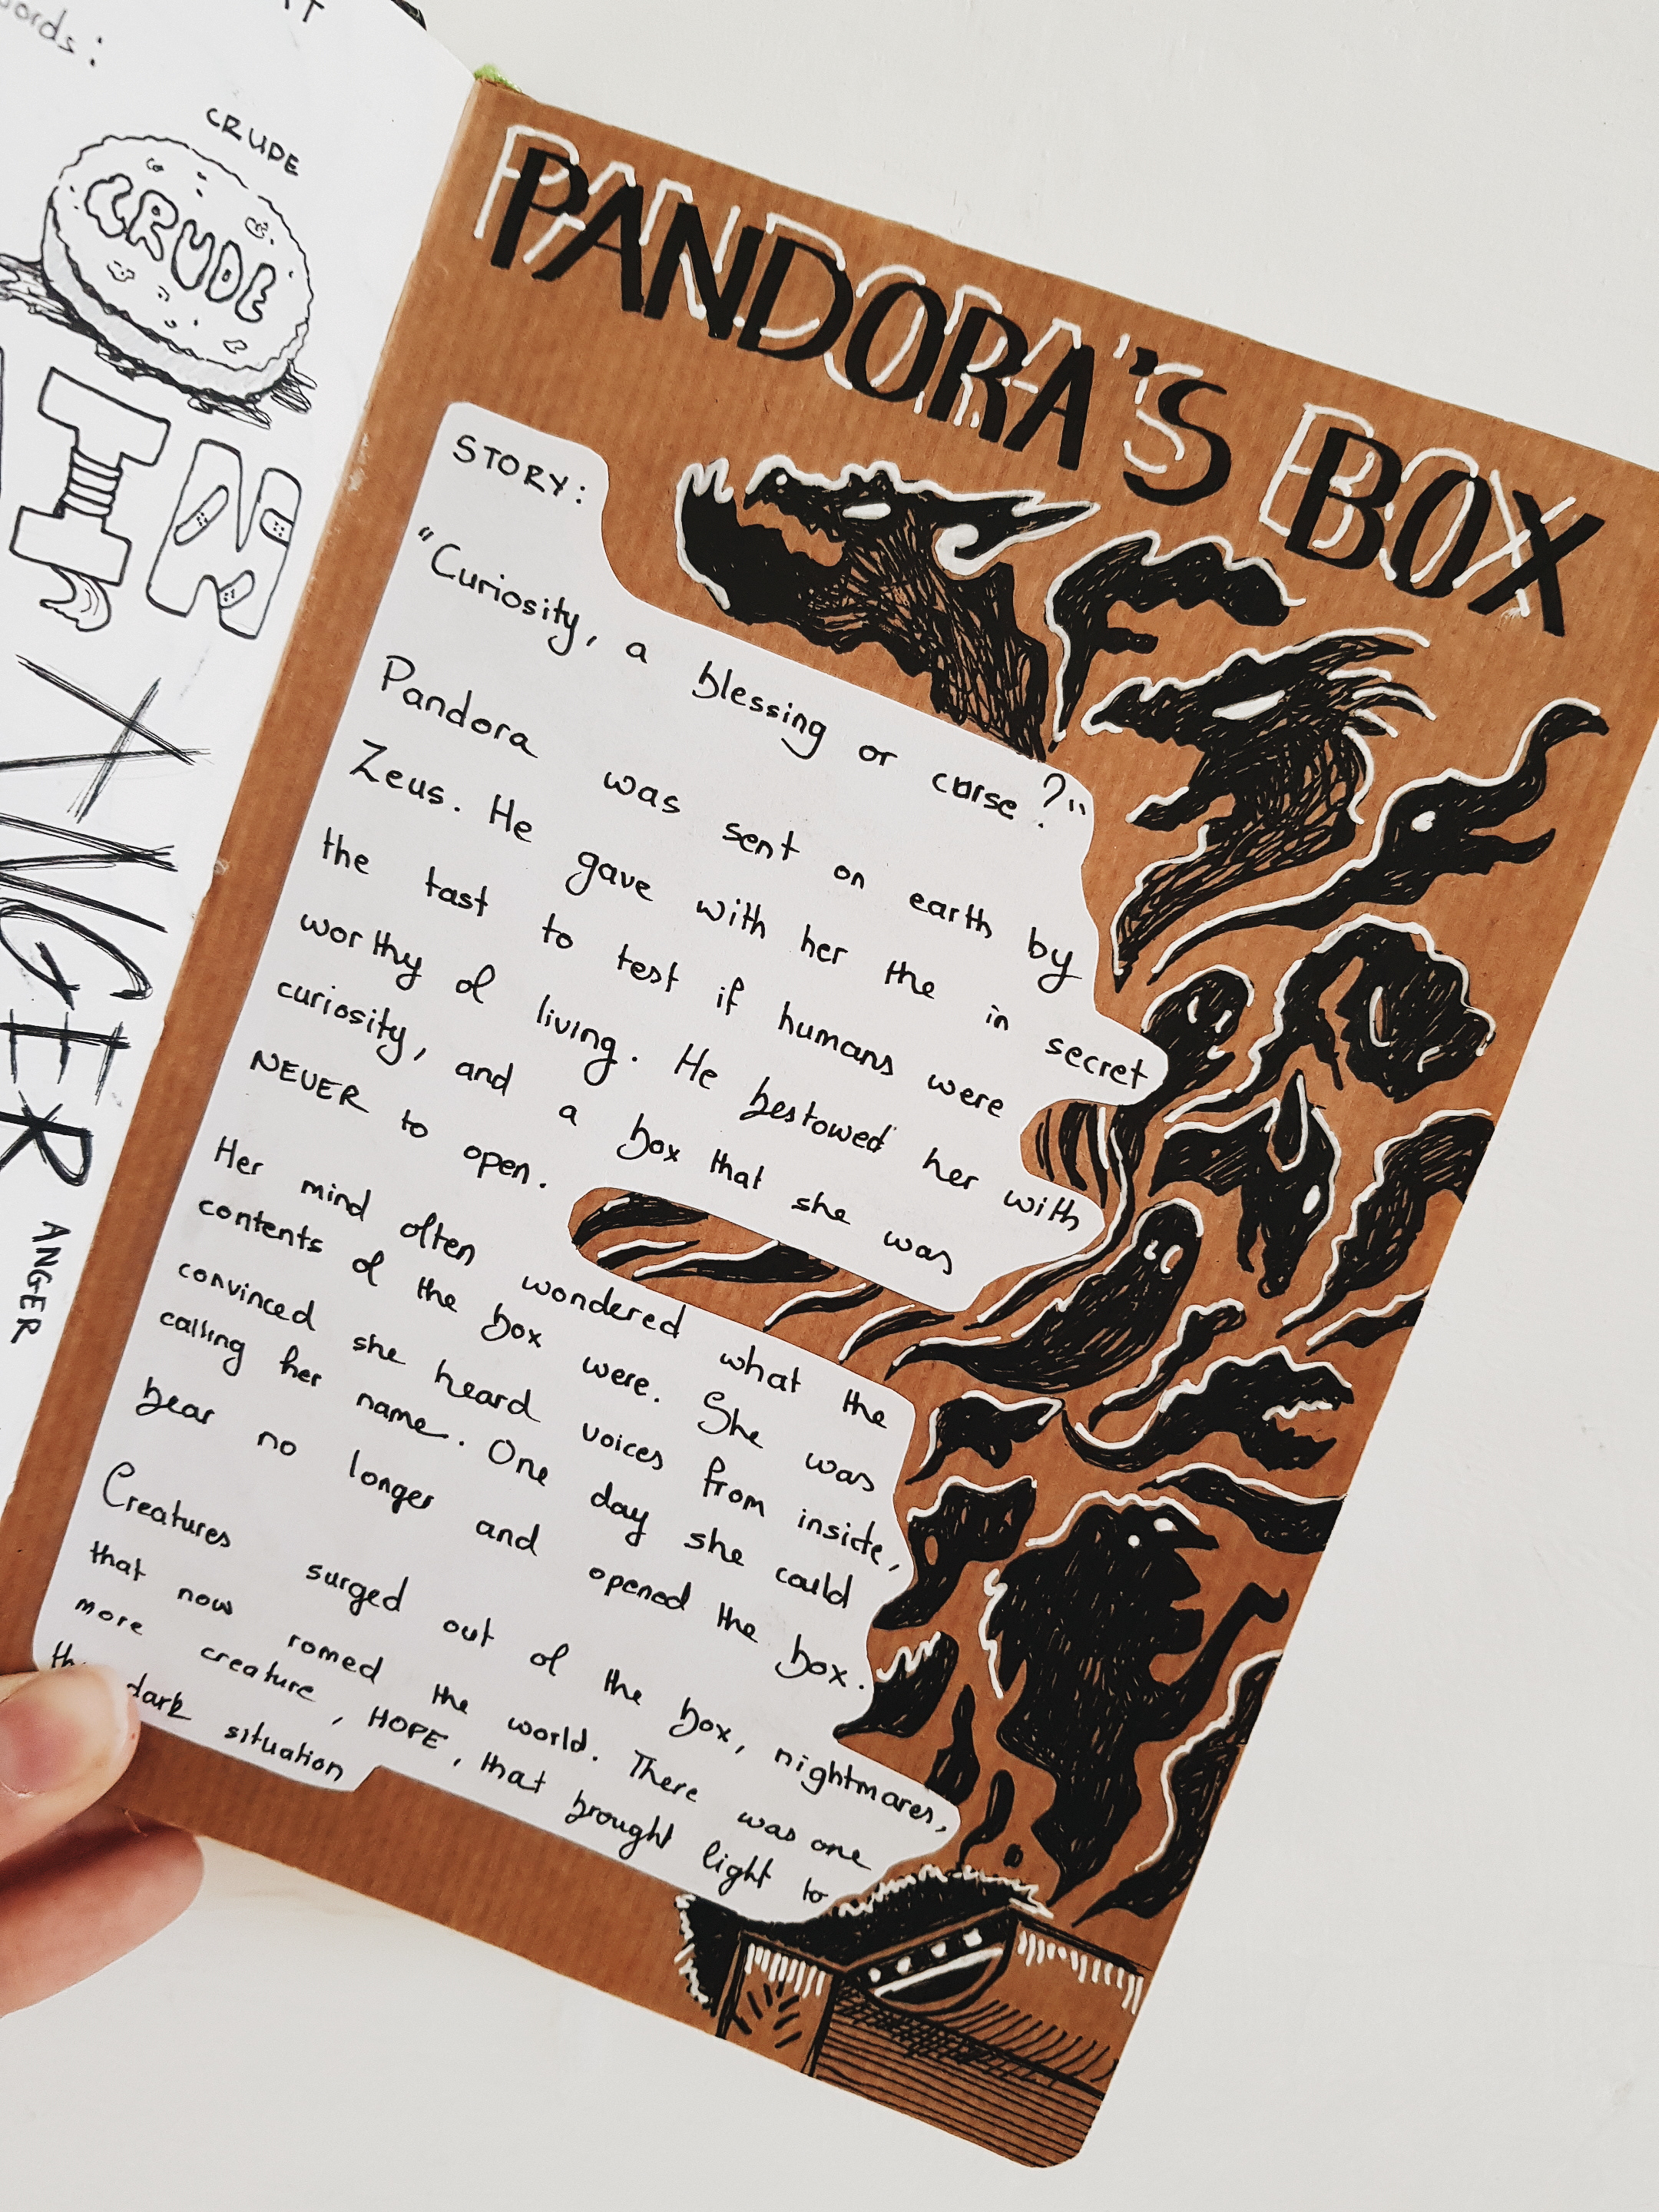 ords:
CRUDE
CRUDE
ANGER
ANGER
PANDORA'S BOX
STORY:
"Curiosity, a blessing or curse?"
Pandora was sent on earth by
Zeus. He gave with her the in secret
the tast to test if humans were
worthy of living. He bestowed her with
curiosity, and a box that she was
NEVER to open.
Her mind often wondered what the
contents of the box were. She was
convinced she heard voices from inside,
calling her name. One day she could
bear no longer and opened the box.
Creatures surged out of the box, nightmares,
that now romed the world. There was one
more creature, HOPE, that brought light to
dark situation